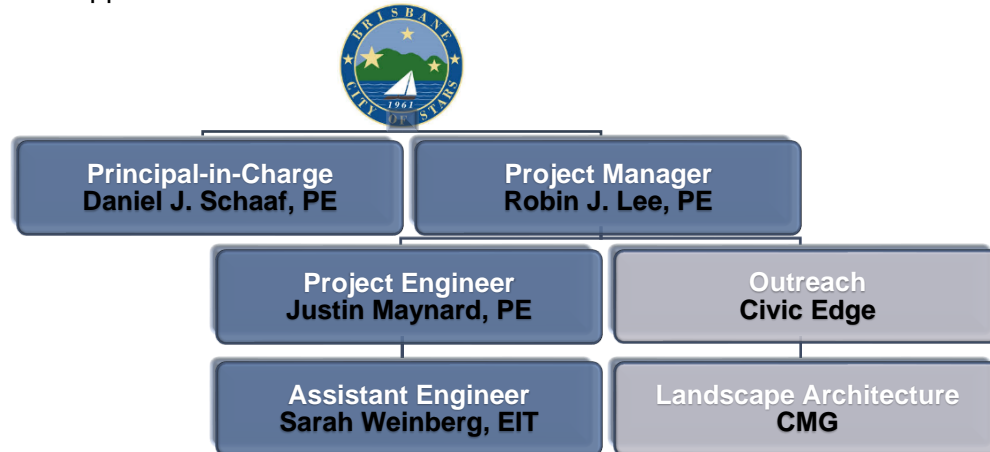 BRISBANE
CITY OF STARS
1961
Principal-in-Charge
Daniel J. Schaaf, PE
Project Manager
Robin J. Lee, PE
Project Engineer
Justin Maynard, PE
Outreach
Civic Edge
Assistant Engineer
Sarah Weinberg, EIT
Landscape Architecture
CMG